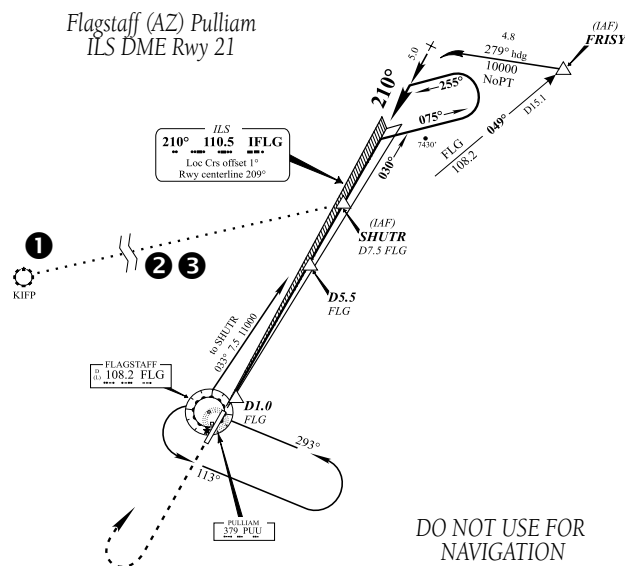 Flagstaff (AZ) Pulliam
ILS DME Rwy 21
(IAF)
FRISY
4.8
279° hdg
10000
NoPT
D15.1
049°
FLG
108.2
5.0
210°
255°
075°
7430'
030°
ILS
210° 110.5 IFLG
Loc Crs offset 1°
Rwy centerline 209°
(IAF)
SHUTR
D7.5 FLG
1
2 3
KIFP
D5.5
FLG
to SHUTR
033° 7.5 11000
FLAGSTAFF
D
(L) 108.2 FLG
D1.0
FLG
293°
113°
PULLIAM
379 PUU
DO NOT USE FOR
NAVIGATION